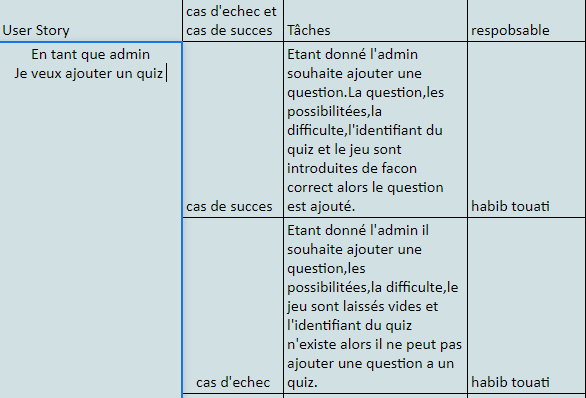 User Story
cas d'echec et
cas de succes
Tâches
respobsable
En tant que admin
Je veux ajouter un quiz
cas de succes
Etant donné l'admin
souhaite ajouter une
question.La question,les
possibilitées,la
difficulte,l'identifiant du
quiz et le jeu sont
introduites de facon
correct alors le question
est ajouté.
habib touati
cas d'echec
Etant donné l'admin il
souhaite ajouter une
question,les
possibilitées,la difficulte,le
jeu sont laissés vides et
l'identifiant du quiz
n'existe alors il ne peut pas
ajouter une question a un
quiz.
habib touati